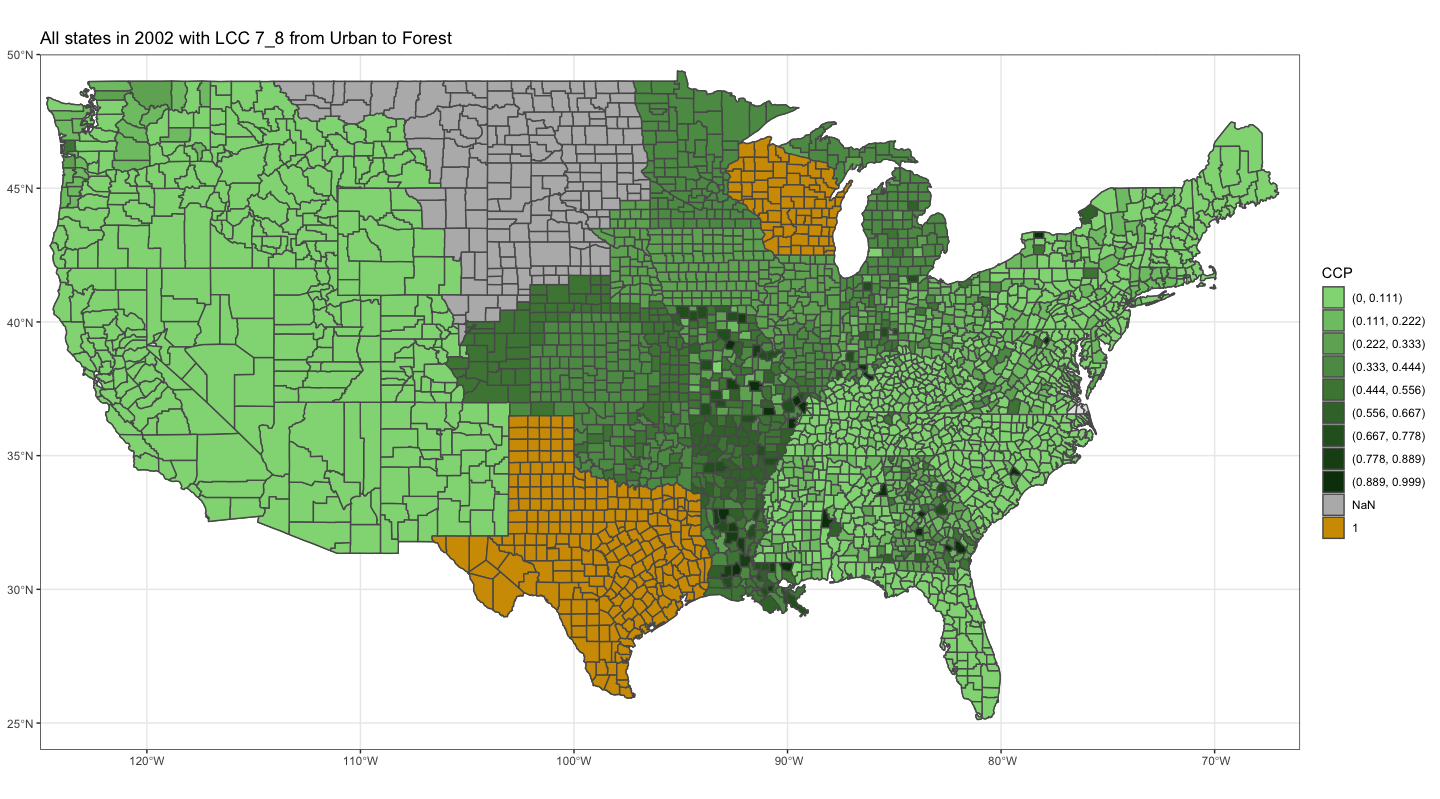 All states in 2002 with LCC 7_8 from Urban to Forest
50°N
45°N
40°N
35°N
30°N
25°N
120°W 110°W 100°W 90°W 80°W 70°W
CCP
(0, 0.111)
(0.111, 0.222)
(0.222, 0.333)
(0.333, 0.444)
(0.444, 0.556)
(0.556, 0.667)
(0.667, 0.778)
(0.778, 0.889)
(0.889, 0.999)
NaN
1